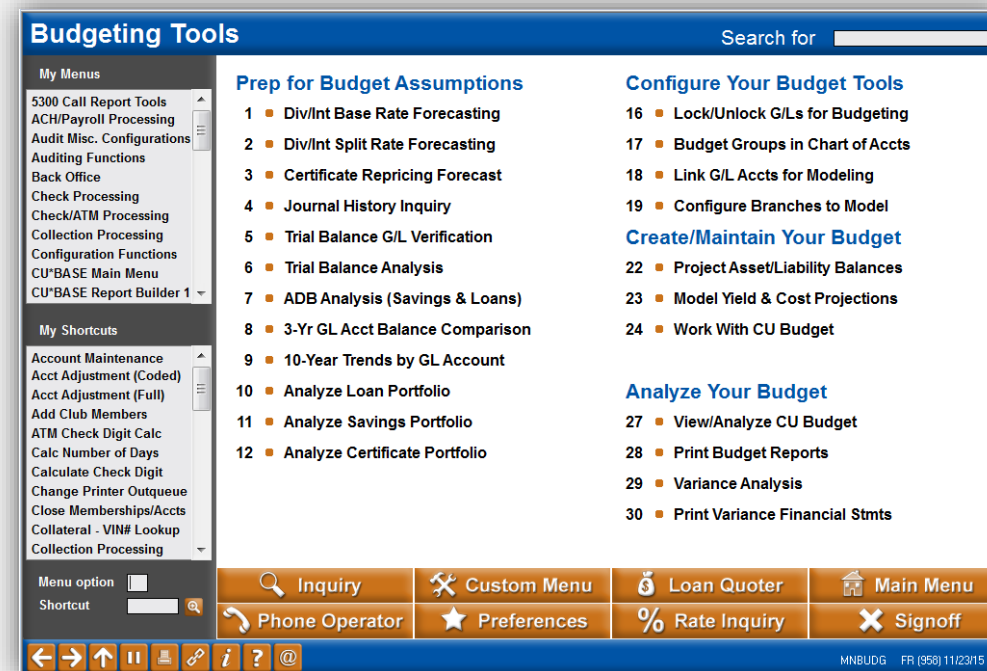 Budgeting Tools
Search for
My Menus
5300 Call Report Tools
ACH/Payroll Processing
Audit Misc. Configurations
Auditing Functions
Back Office
Check Processing
Check/ATM Processing
Collection Processing
Configuration Functions
CU*BASE Main Menu
CU*BASE Report Builder 1
My Shortcuts
Account Maintenance
Acct Adjustment (Coded)
Acct Adjustment (Full)
Add Club Members
ATM Check Digit Calc
Calc Number of Days
Calculate Check Digit
Change Printer Outqueue
Close Memberships/Accts
Collateral - VIN# Lookup
Collection Processing
Menu option
Shortcut
Prep for Budget Assumptions
1 Div/Int Base Rate Forecasting
2 Div/Int Split Rate Forecasting
3 Certificate Repricing Forecast
4 Journal History Inquiry
5 Trial Balance G/L Verification
6 Trial Balance Analysis
7 ADB Analysis (Savings & Loans)
8 3-Yr GL Acct Balance Comparison
9 10-Year Trends by GL Account
10 Analyze Loan Portfolio
11 Analyze Savings Portfolio
12 Analyze Certificate Portfolio
Configure Your Budget Tools
16 Lock/Unlock G/Ls for Budgeting
17 Budget Groups in Chart of Accts
18 Link G/L Accts for Modeling
19 Configure Branches to Model
Create/Maintain Your Budget
22 Project Asset/Liability Balances
23 Model Yield & Cost Projections
24 Work With CU Budget
Analyze Your Budget
27 View/Analyze CU Budget
28 Print Budget Reports
29 Variance Analysis
30 Print Variance Financial Stmts
Inquiry
Custom Menu
Loan Quoter
Main Menu
Phone Operator
Preferences
Rate Inquiry
Signoff
MNBUDG FR (958) 11/23/15